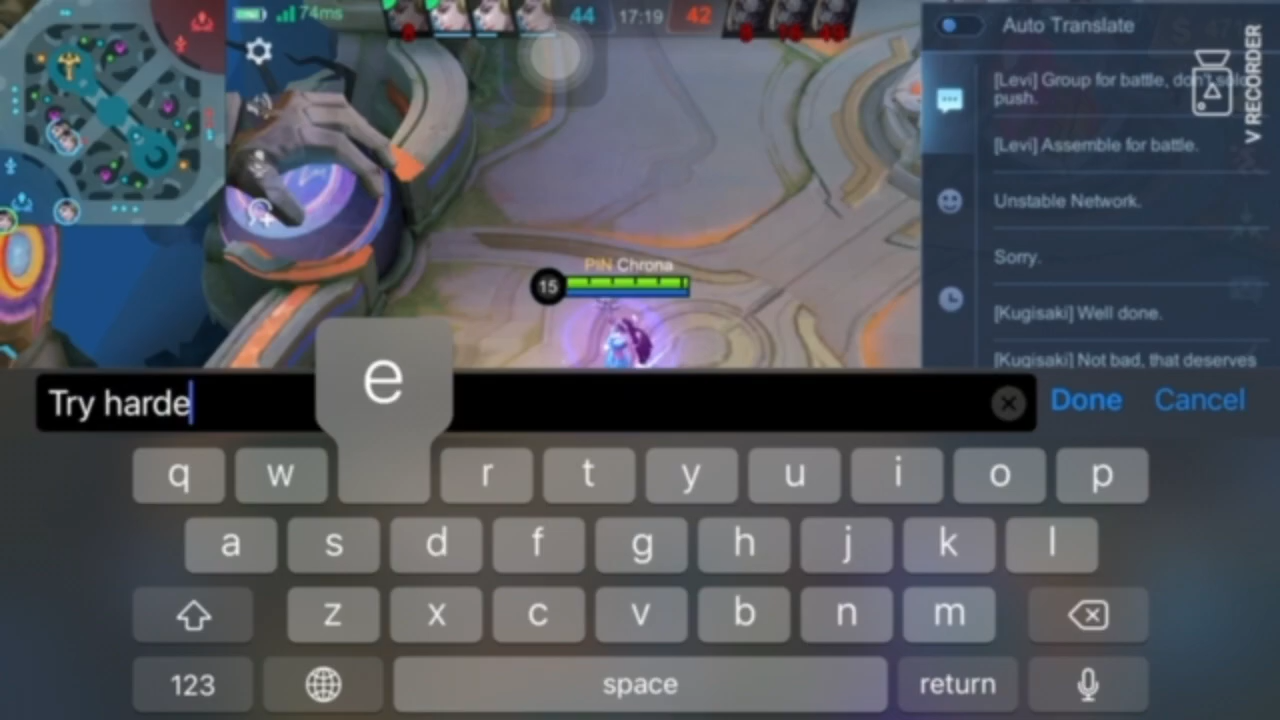 74ms
44 17:19 42
Auto Translate
V RECORDER
[Levi] Group for battle, don't solo
push.
[Levi] Assemble for battle.
Unstable Network.
Sorry.
[Kugisaki] Well done.
[Kugisaki] Not bad, that deserves
PIN Chrona
15
e
Try harde
Done Cancel
q w r t y u i o p
a s d f g h j k l
z x c v b n m
123 space return